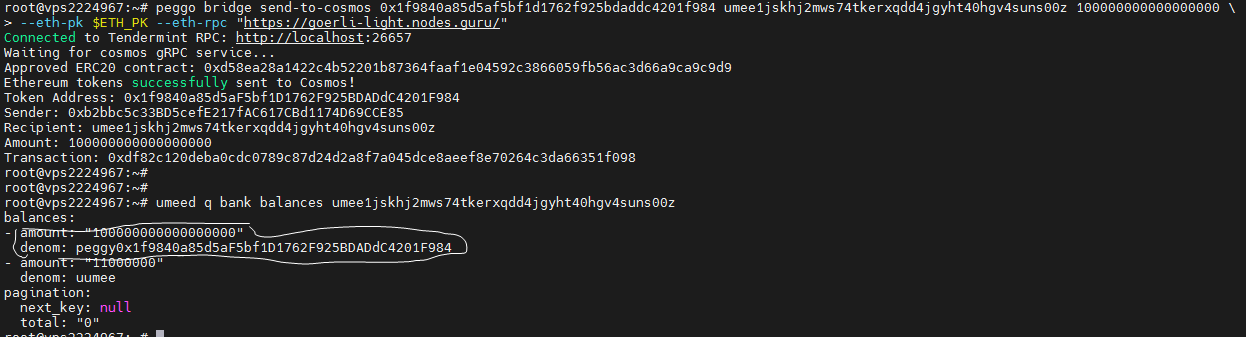 root@vps2224967:~# peggo bridge send-to-cosmos 0x1f9840a85d5af5bf1d1762f925bdaddc4201f984 umee1jskhj2mws74tkerxqdd4jgyht40hgv4suns00z 100000000000000000 \
> --eth-pk $ETH_PK --eth-rpc "https://goerli-light.nodes.guru/"
Connected to Tendermint RPC: http://localhost:26657
Waiting for cosmos gRPC service...
Approved ERC20 contract: 0xd58ea28a1422c4b52201b87364faaf1e04592c3866059fb56ac3d66a9ca9c9d9
Ethereum tokens successfully sent to Cosmos!
Token Address: 0x1f9840a85d5aF5bf1D1762F925BDADdC4201F984
Sender: 0xb2bbc5c33BD5cefE217fAC617CBd1174D69CCE85
Recipient: umee1jskhj2mws74tkerxqdd4jgyht40hgv4suns00z
Amount: 100000000000000000
Transaction: 0xdf82c120deba0cdc0789c87d24d2a8f7a045dce8aeef8e70264c3da66351f098
root@vps2224967:~#
root@vps2224967:~#
root@vps2224967:~# umeed q bank balances umee1jskhj2mws74tkerxqdd4jgyht40hgv4suns00z
balances:
- amount: "100000000000000000"
denom: peggy0x1f9840a85d5aF5bf1D1762F925BDADdC4201F984
- amount: "11000000"
denom: uumee
pagination:
next_key: null
total: "0"
root@vps2224967:~#